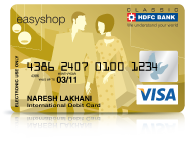 easyshop
CLASSIC
HDFC BANK
We understand your world
ELECTRONIC USE ONLY
4386 2407 0100 1234
03/11
NARESH LAKHANI
International Debit Card
VISA